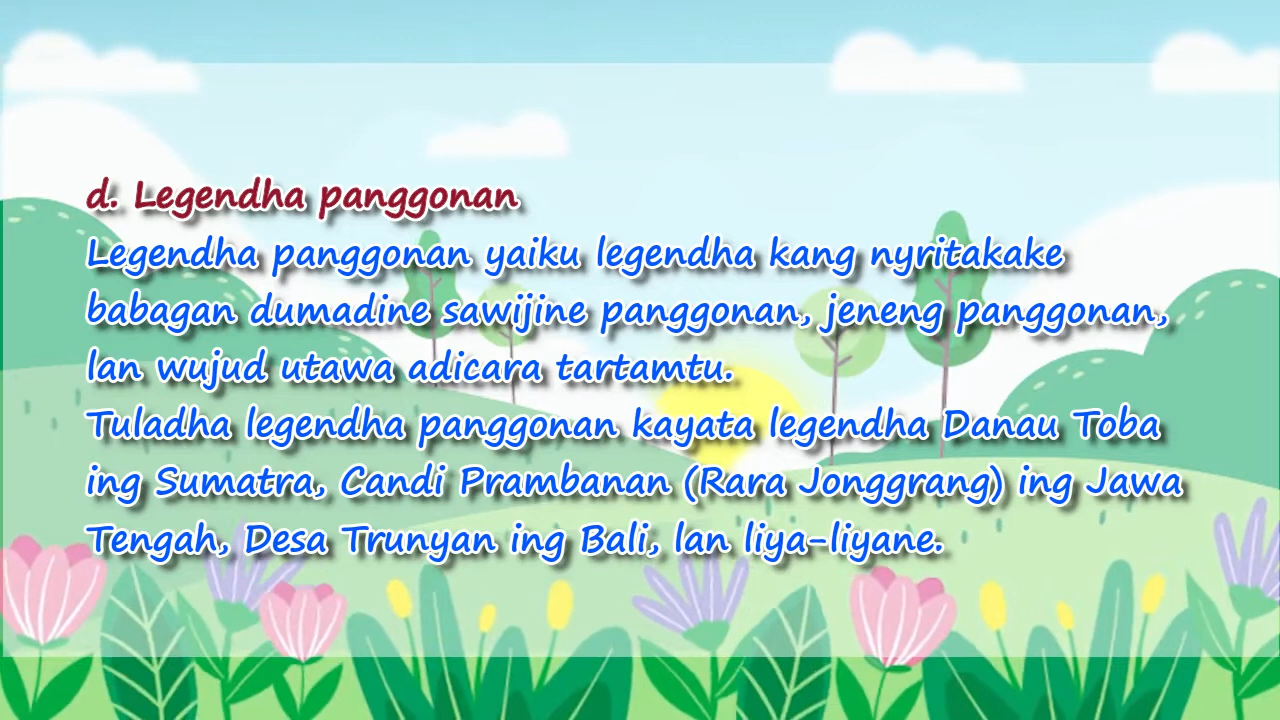 d. Legendha panggonan
Legendha panggonan yaiku legendha kang nyritakake
babagan dumadine sawijine panggonan, jeneng panggonan,
lan wujud utawa adicara tartamtu.
Tuladha legendha panggonan kayata legendha Danau Toba
ing Sumatra, Candi Prambanan (Rara Jonggrang) ing Jawa
Tengah, Desa Trunyan ing Bali, lan liya-liyane.